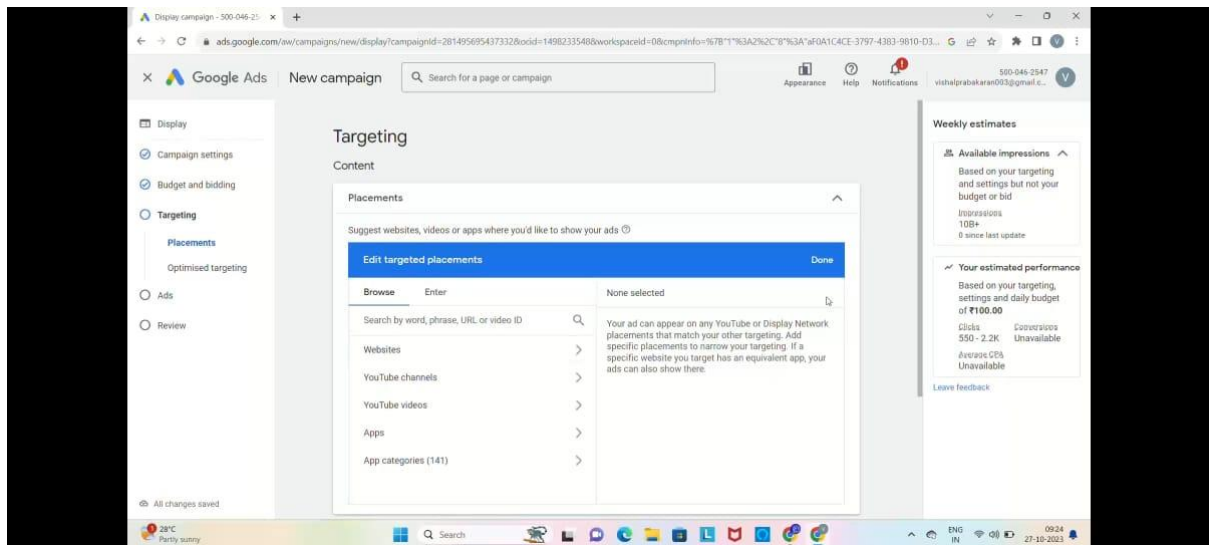 Display campaign - 500-046-25
ads.google.com/aw/campaigns/new/display?campaignId=281495695437332&ocid=1498233548&workspaceId=0&cmpnInfo=%7B"1"%3A2%2C"8"%3A"aF0A1C4CE-3797-4383-9810-D3...
Google Ads
New campaign
Search for a page or campaign
Appearance
Help
Notifications
500-046-2547
vishalprabakaran003@gmail.c...
V
Display
Campaign settings
Budget and bidding
Targeting
Placements
Optimised targeting
Ads
Review
All changes saved
Targeting
Content
Placements
Suggest websites, videos or apps where you'd like to show your ads
Edit targeted placements
Done
Browse
Enter
Search by word, phrase, URL or video ID
Websites
YouTube channels
YouTube videos
Apps
App categories (141)
None selected
Your ad can appear on any YouTube or Display Network
placements that match your other targeting. Add
specific placements to narrow your targeting. If a
specific website you target has an equivalent app, your
ads can also show there.
Weekly estimates
Available impressions
Based on your targeting
and settings but not your
budget or bid
Impressions
10B+
0 since last update
Your estimated performance
Based on your targeting,
settings and daily budget
of ₹100.00
Clicks
550 - 2.2K
Conversions
Unavailable
Average CPA
Unavailable
Leave feedback
28°C
Partly sunny
Search
ENG
IN
09:24
27-10-2023